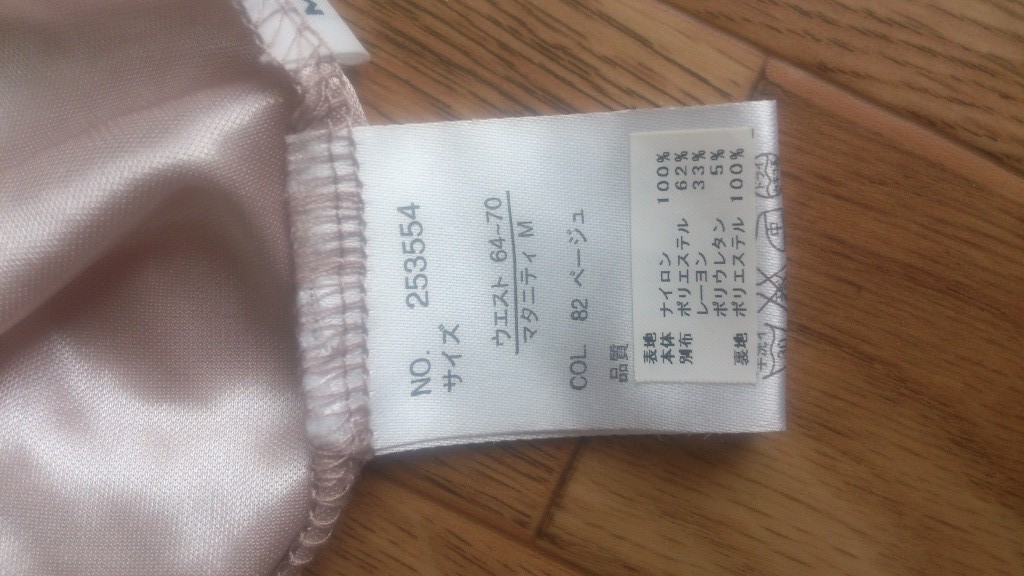 NO. 253554
サイズ
ウエスト 64~70
マタニティ M
COL. 82 ベージュ
品質
表地
本体 ナイロン 100%
別布 ポリエステル 62%
レーヨン 33%
ポリウレタン 5%
裏地 ポリエステル 100%
M